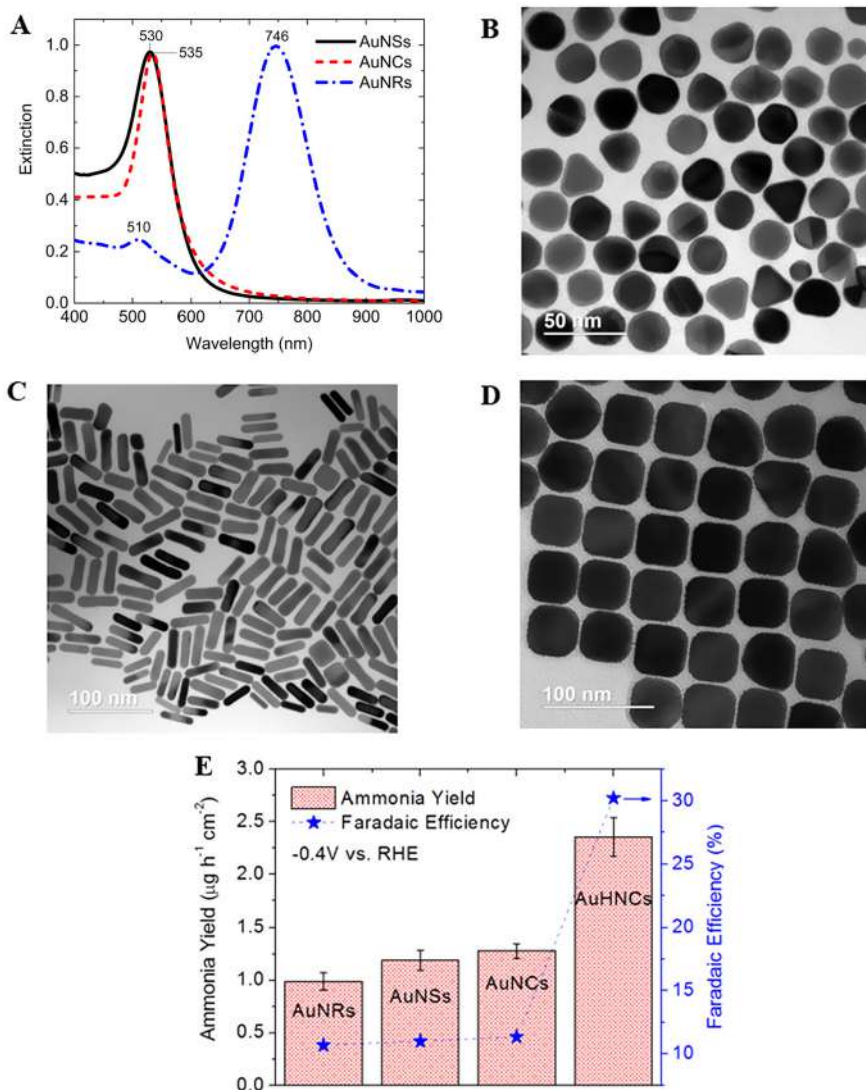 A
530
535
746
AuNSs
AuNCs
AuNRs
1.0
0.8
0.6
0.4
0.2
0.0
510
Extinction
400 500 600 700 800 900 1000
Wavelength (nm)
B
50 nm
C
100 nm
D
100 nm
E
3.0
2.5
2.0
1.5
1.0
0.5
0.0
Ammonia Yield (μg h⁻¹ cm⁻²)
Ammonia Yield
Faradaic Efficiency
-0.4V vs. RHE
AuNRs
AuNSs
AuNCs
AuHNCs
30
25
20
15
10
Faradaic Efficiency (%)